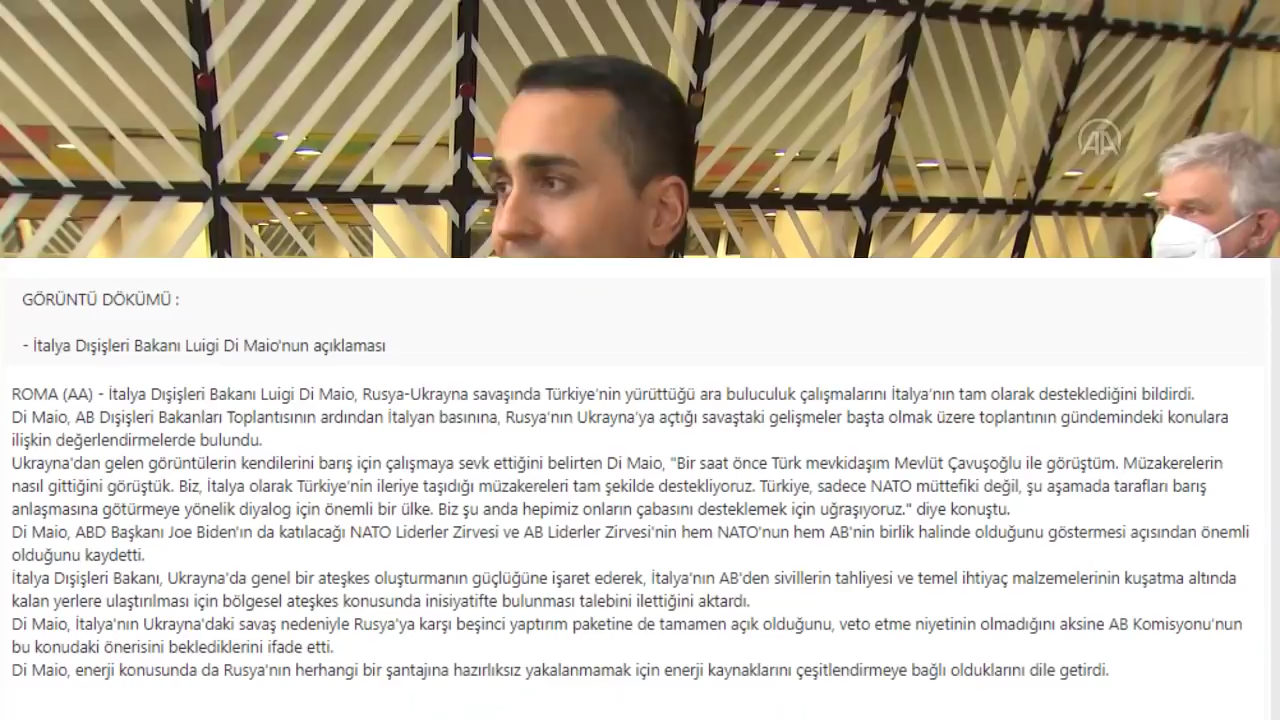 AA
GÖRÜNTÜ DÖKÜMÜ :
- İtalya Dışişleri Bakanı Luigi Di Maio'nun açıklaması
ROMA (AA) - İtalya Dışişleri Bakanı Luigi Di Maio, Rusya-Ukrayna savaşında Türkiye'nin yürüttüğü ara buluculuk çalışmalarını İtalya'nın tam olarak desteklediğini bildirdi.
Di Maio, AB Dışişleri Bakanları Toplantısının ardından İtalyan basınına, Rusya'nın Ukrayna'ya açtığı savaştaki gelişmeler başta olmak üzere toplantının gündemindeki konulara
ilişkin değerlendirmelerde bulundu.
Ukrayna'dan gelen görüntülerin kendilerini barış için çalışmaya sevk ettiğini belirten Di Maio, "Bir saat önce Türk mevkidaşım Mevlüt Çavuşoğlu ile görüştüm. Müzakerelerin
nasıl gittiğini görüştük. Biz, İtalya olarak Türkiye'nin ileriye taşıdığı müzakereleri tam şekilde destekliyoruz. Türkiye, sadece NATO müttefiki değil, şu aşamada tarafları barış
anlaşmasına götürmeye yönelik diyalog için önemli bir ülke. Biz şu anda hepimiz onların çabasını desteklemek için uğraşıyoruz." diye konuştu.
Di Maio, ABD Başkanı Joe Biden'ın da katılacağı NATO Liderler Zirvesi ve AB Liderler Zirvesi'nin hem NATO'nun hem AB'nin birlik halinde olduğunu göstermesi açısından önemli
olduğunu kaydetti.
İtalya Dışişleri Bakanı, Ukrayna'da genel bir ateşkes oluşturmanın güçlüğüne işaret ederek, İtalya'nın AB'den sivillerin tahliyesi ve temel ihtiyaç malzemelerinin kuşatma altında
kalan yerlere ulaştırılması için bölgesel ateşkes konusunda inisiyatifte bulunması talebini ilettiğini aktardı.
Di Maio, İtalya'nın Ukrayna'daki savaş nedeniyle Rusya'ya karşı beşinci yaptırım paketine de tamamen açık olduğunu, veto etme niyetinin olmadığını aksine AB Komisyonu'nun
bu konudaki önerisini beklediklerini ifade etti.
Di Maio, enerji konusunda da Rusya'nın herhangi bir şantajına hazırlıksız yakalanmamak için enerji kaynaklarını çeşitlendirmeye bağlı olduklarını dile getirdi.